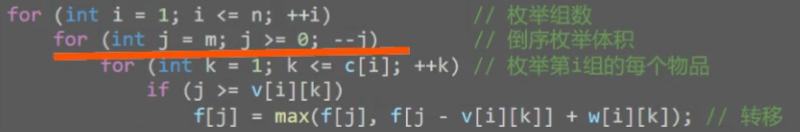 for (int i = 1; i <= n; ++i) // 枚举组数
for (int j = m; j >= 0; --j) // 倒序枚举体积
for (int k = 1; k <= c[i]; ++k) // 枚举第i组的每个物品
if (j >= v[i][k])
f[j] = max(f[j], f[j - v[i][k]] + w[i][k]); // 转移